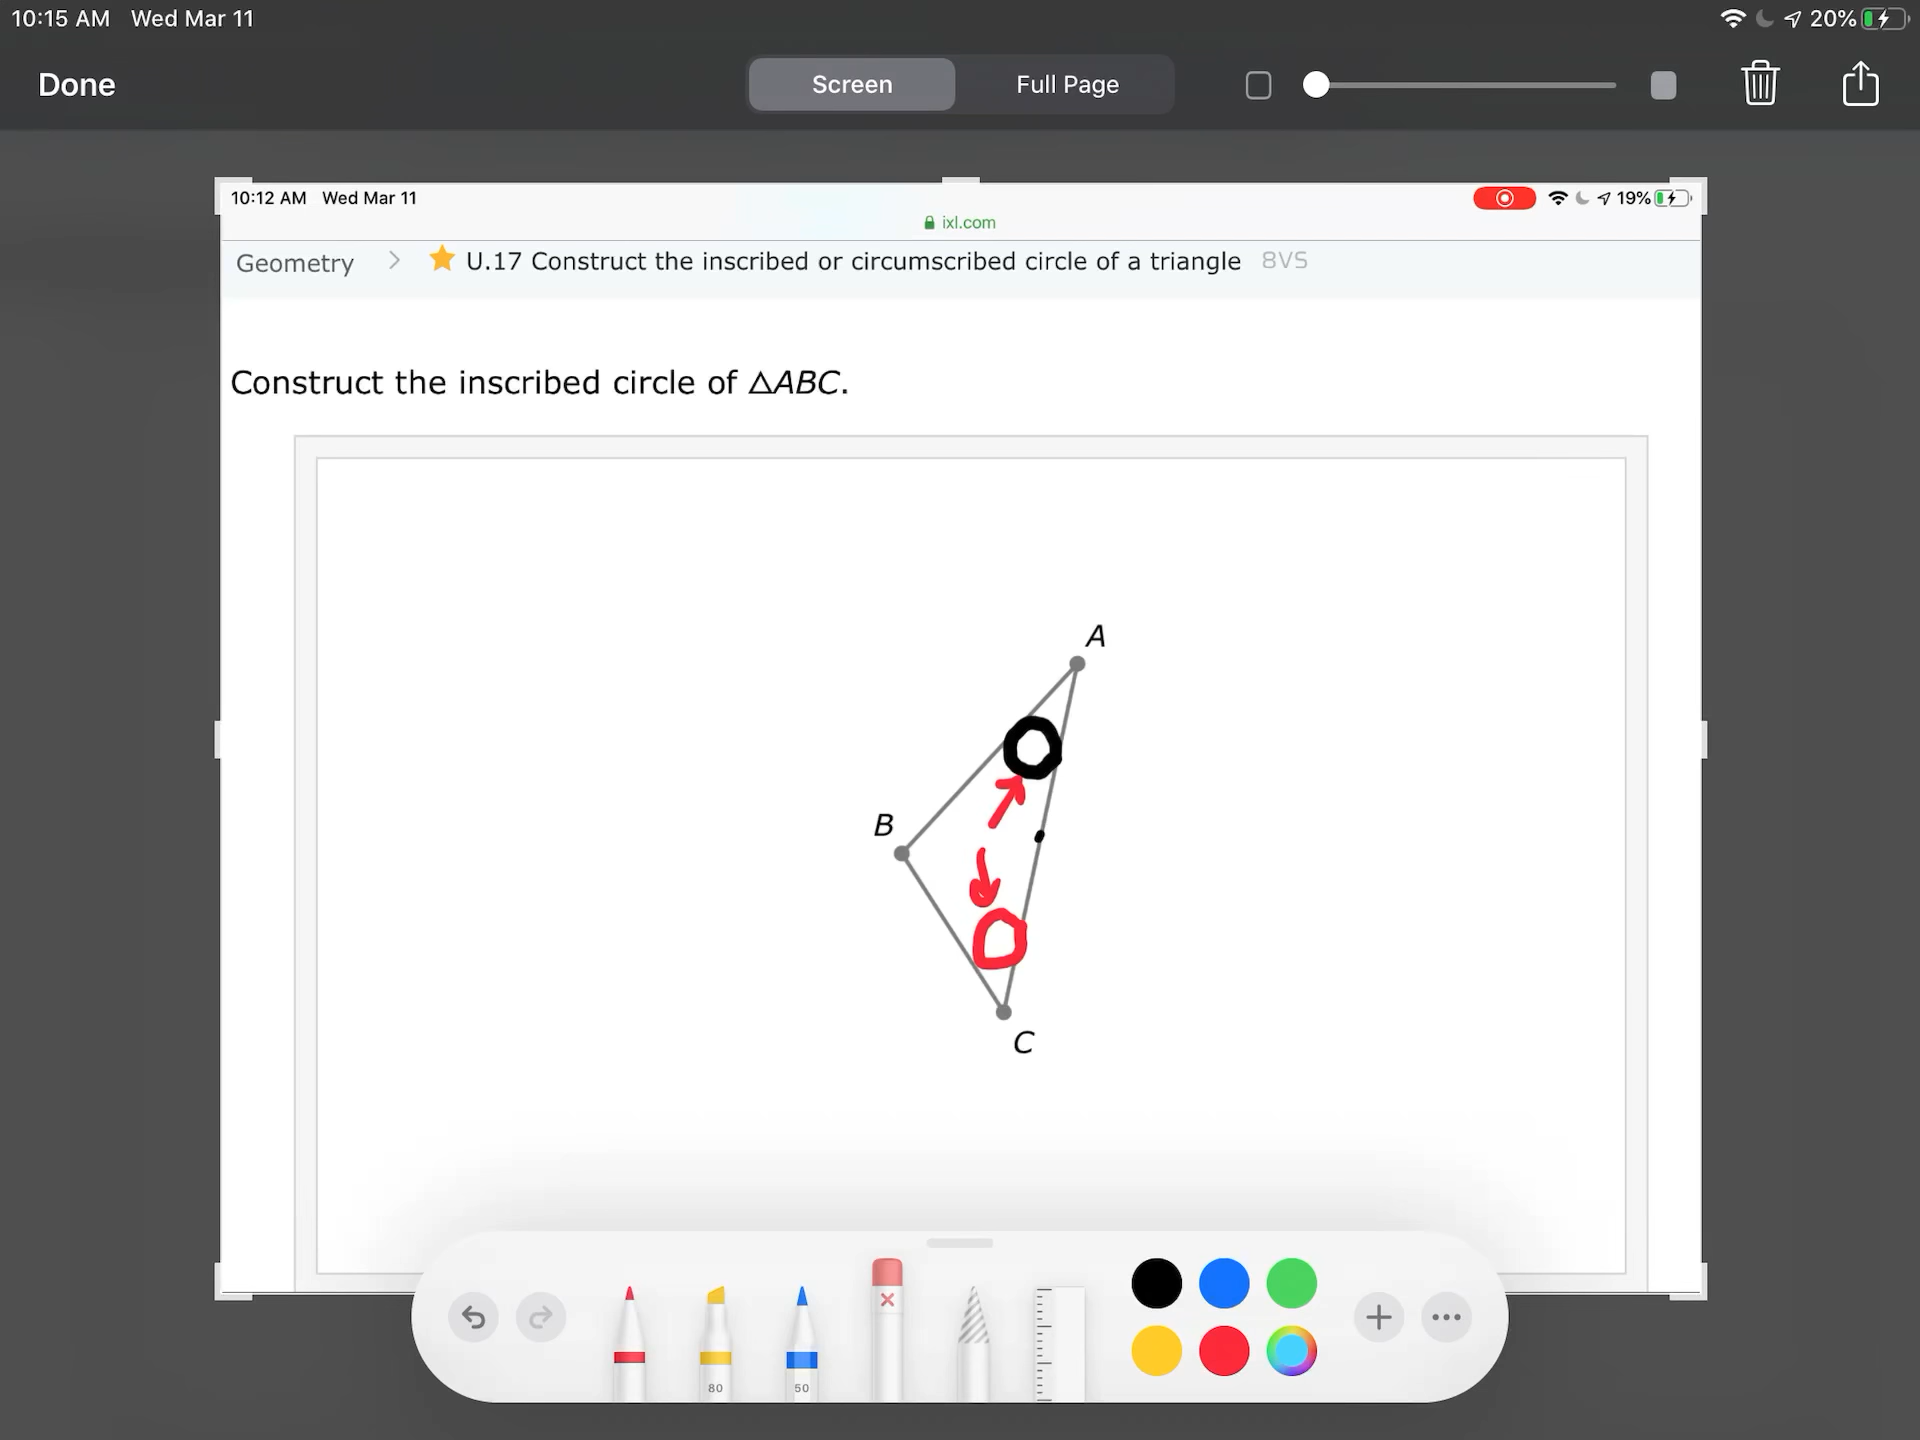 10:15 AM Wed Mar 11 20%
Done Screen Full Page
10:12 AM Wed Mar 11 19%
ixl.com
Geometry > U.17 Construct the inscribed or circumscribed circle of a triangle 8VS
Construct the inscribed circle of △ABC.
A
B
C
80 50